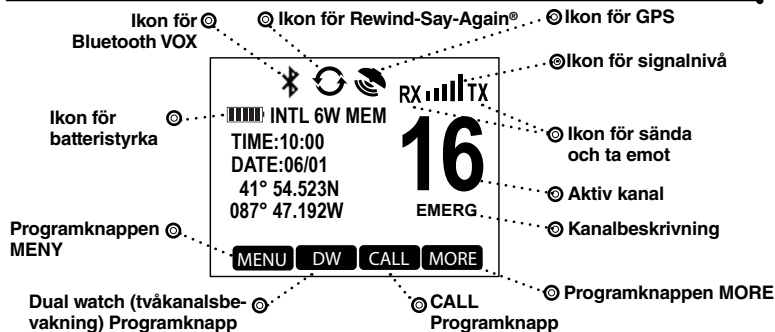 Ikon för
Bluetooth VOX
Ikon för Rewind-Say-Again®
Ikon för GPS
Ikon för signalnivå
Ikon för
batteristyrka
RX TX
INTL 6W MEM
TIME:10:00
DATE:06/01
41° 54.523N
087° 47.192W
16
EMERG
Ikon för sända
och ta emot
Aktiv kanal
Kanalbeskrivning
Programknappen
MENY
MENU DW CALL MORE
Dual watch (tvåkanalsbe-
vakning) Programknapp
CALL
Programknapp
Programknappen MORE